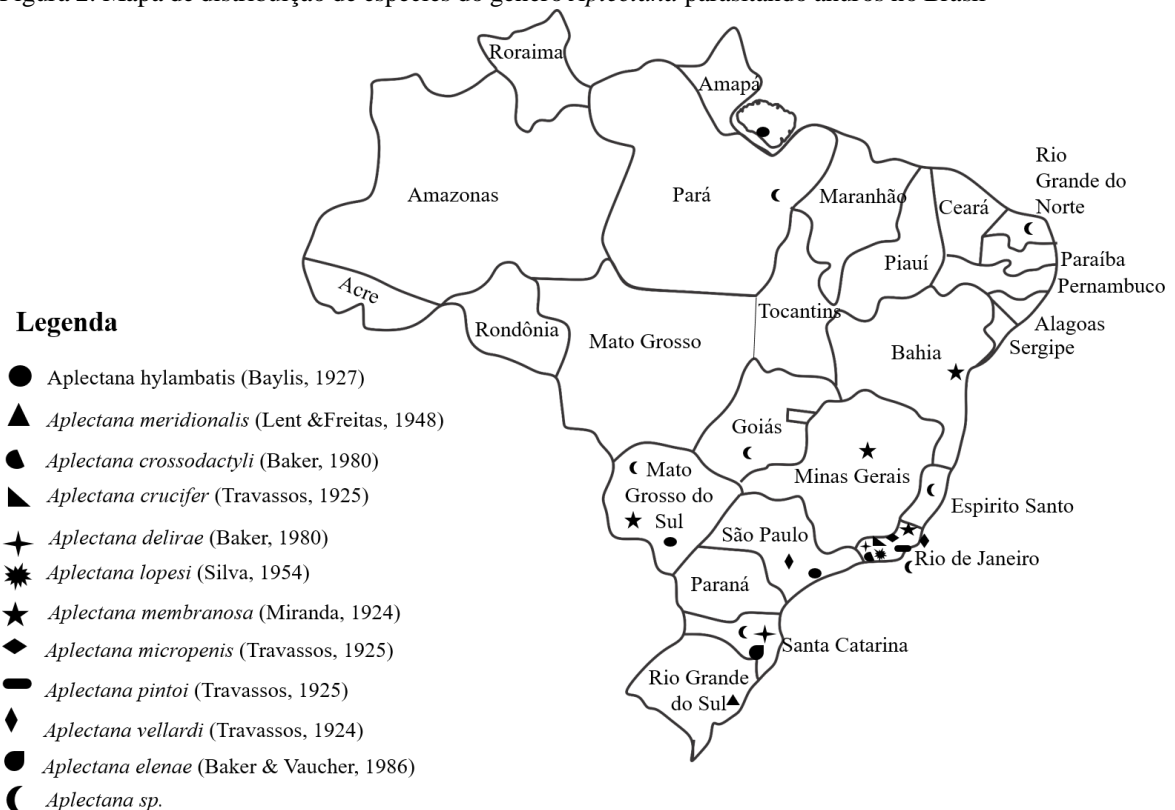 Figura 2: Mapa de distribuição de espécies do gênero Aplectana parasitando anuros no Brasil
Roraima
Amapá
Rio
Grande do
Norte
Amazonas
Pará
Maranhão
Ceará
Piauí
Paraíba
Pernambuco
Acre
Tocantins
Alagoas
Sergipe
Rondônia
Mato Grosso
Bahia
Goiás
Mato
Grosso do
Sul
Minas Gerais
Espirito Santo
São Paulo
Rio de Janeiro
Paraná
Santa Catarina
Rio Grande
do Sul
Legenda
Aplectana hylambatis (Baylis, 1927)
Aplectana meridionalis (Lent &Freitas, 1948)
Aplectana crossodactyli (Baker, 1980)
Aplectana crucifer (Travassos, 1925)
Aplectana delirae (Baker, 1980)
Aplectana lopesi (Silva, 1954)
Aplectana membranosa (Miranda, 1924)
Aplectana micropenis (Travassos, 1925)
Aplectana pintoi (Travassos, 1925)
Aplectana vellardi (Travassos, 1924)
Aplectana elenae (Baker & Vaucher, 1986)
Aplectana sp.